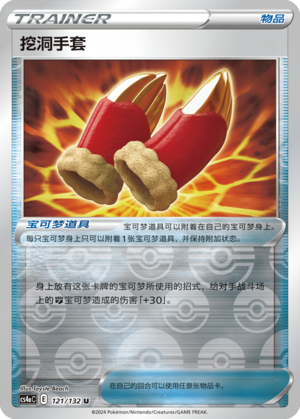 TRAINER 物品
挖洞手套
宝可梦道具 宝可梦道具可以附着在自己的宝可梦身上。
每只宝可梦身上只可以附着1张宝可梦道具，并保持附加状态。
身上放有这张卡牌的宝可梦所使用的招式，给对手战斗场
上的宝可梦造成的伤害「+30」。
Illus. Toyste Beach
CS4aC C 121/132 U
在自己的回合可以使用任意张物品卡。
©2024 Pokémon/Nintendo/Creatures/GAME FREAK.